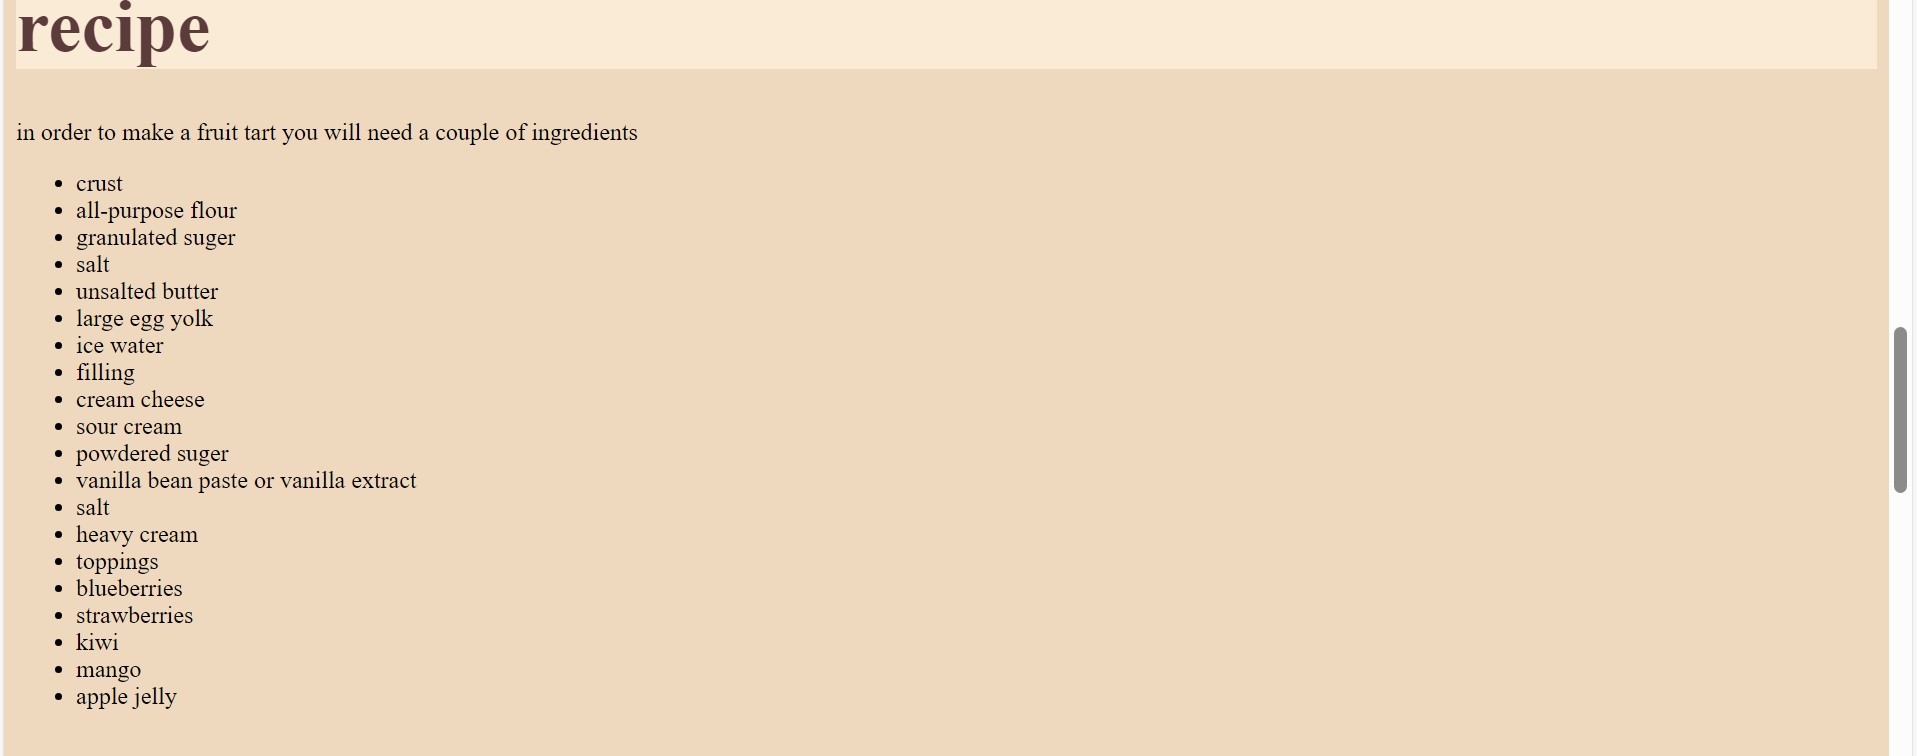 recipe
in order to make a fruit tart you will need a couple of ingredients
crust
all-purpose flour
granulated suger
salt
unsalted butter
large egg yolk
ice water
filling
cream cheese
sour cream
powdered suger
vanilla bean paste or vanilla extract
salt
heavy cream
toppings
blueberries
strawberries
kiwi
mango
apple jelly